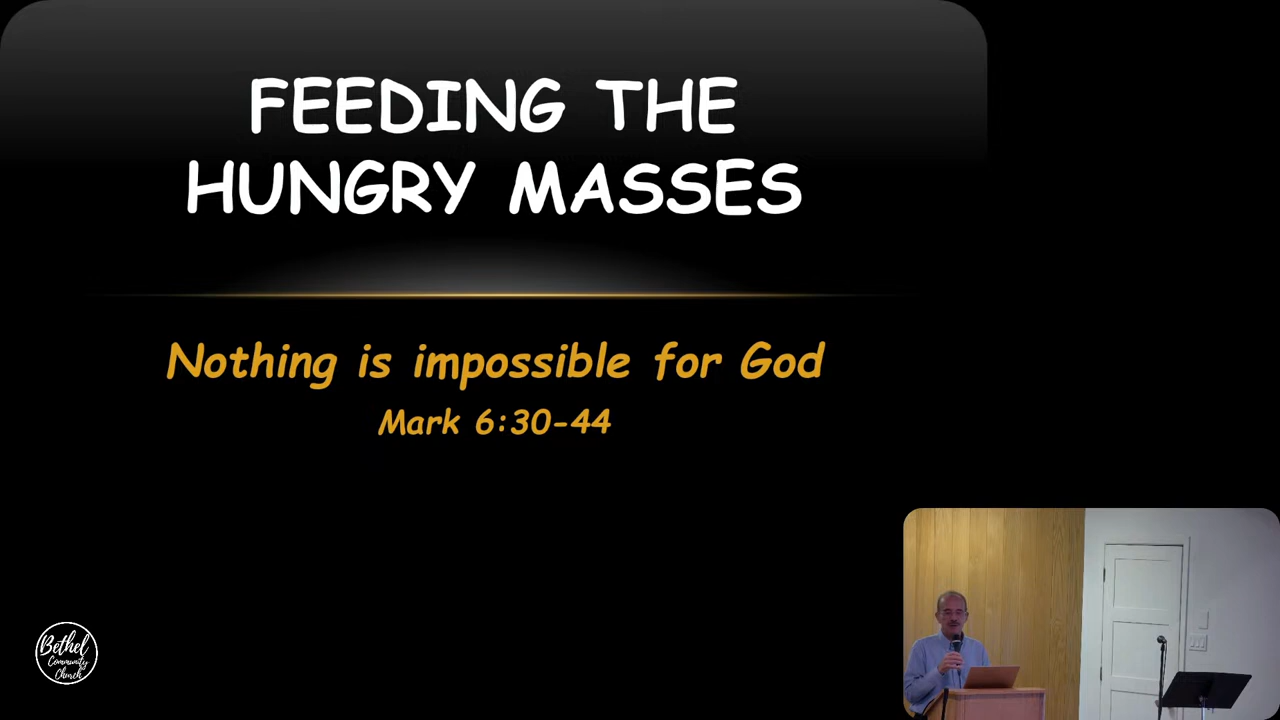 FEEDING THE
HUNGRY MASSES
Nothing is impossible for God
Mark 6:30-44
Bethel
Community
Church